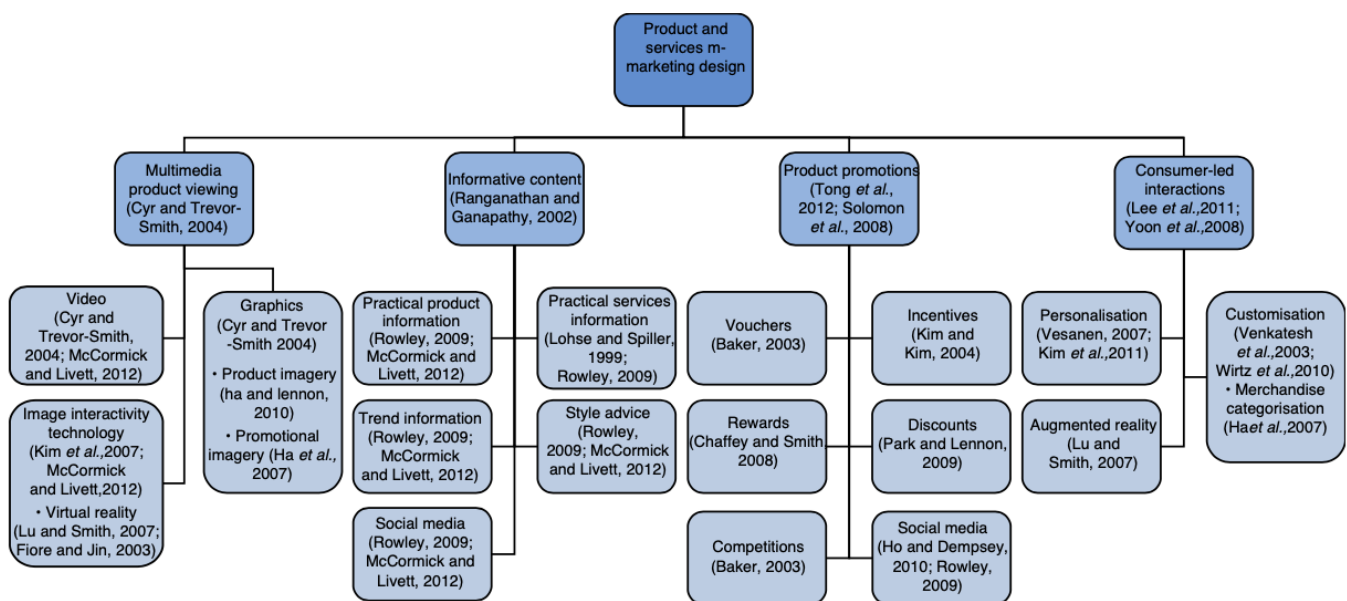 Product and
services m-
marketing design
Multimedia
product viewing
(Cyr and Trevor-
Smith, 2004)
Informative content
(Ranganathan and
Ganapathy, 2002)
Product promotions
(Tong et al.,
2012; Solomon
et al., 2008)
Consumer-led
interactions
(Lee et al.,2011;
Yoon et al.,2008)
Video
(Cyr and
Trevor-Smith,
2004; McCormick
and Livett, 2012)
Graphics
(Cyr and Trevor
-Smith 2004)
• Product imagery
(ha and lennon,
2010)
• Promotional
imagery (Ha et al.,
2007)
Image interactivity
technology
(Kim et al.,2007;
McCormick
and Livett,2012)
• Virtual reality
(Lu and Smith, 2007;
Fiore and Jin, 2003)
Practical product
information
(Rowley, 2009;
McCormick and
Livett, 2012)
Practical services
information
(Lohse and Spiller,
1999;
Rowley, 2009)
Trend information
(Rowley, 2009;
McCormick
and Livett, 2012)
Style advice
(Rowley,
2009; McCormick
and Livett, 2012)
Social media
(Rowley, 2009;
McCormick and
Livett, 2012)
Vouchers
(Baker, 2003)
Incentives
(Kim and
Kim, 2004)
Rewards
(Chaffey and Smith,
2008)
Discounts
(Park and Lennon,
2009)
Competitions
(Baker, 2003)
Social media
(Ho and Dempsey,
2010; Rowley,
2009)
Personalisation
(Vesanen, 2007;
Kim et al.,2011)
Customisation
(Venkatesh
et al.,2003;
Wirtz et al.,2010)
• Merchandise
categorisation
(Haet al.,2007)
Augmented reality
(Lu and
Smith, 2007)